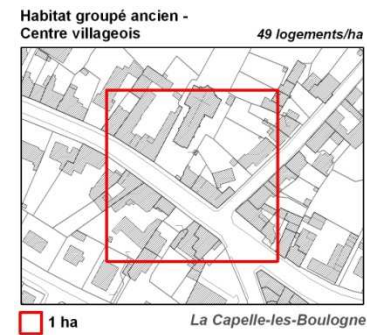 Habitat groupé ancien -
Centre villageois
49 logements/ha
1 ha
La Capelle-les-Boulogne